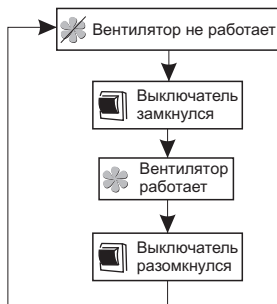 Вентилятор не работает
Выключатель
замкнулся
Вентилятор
работает
Выключатель
разомкнулся